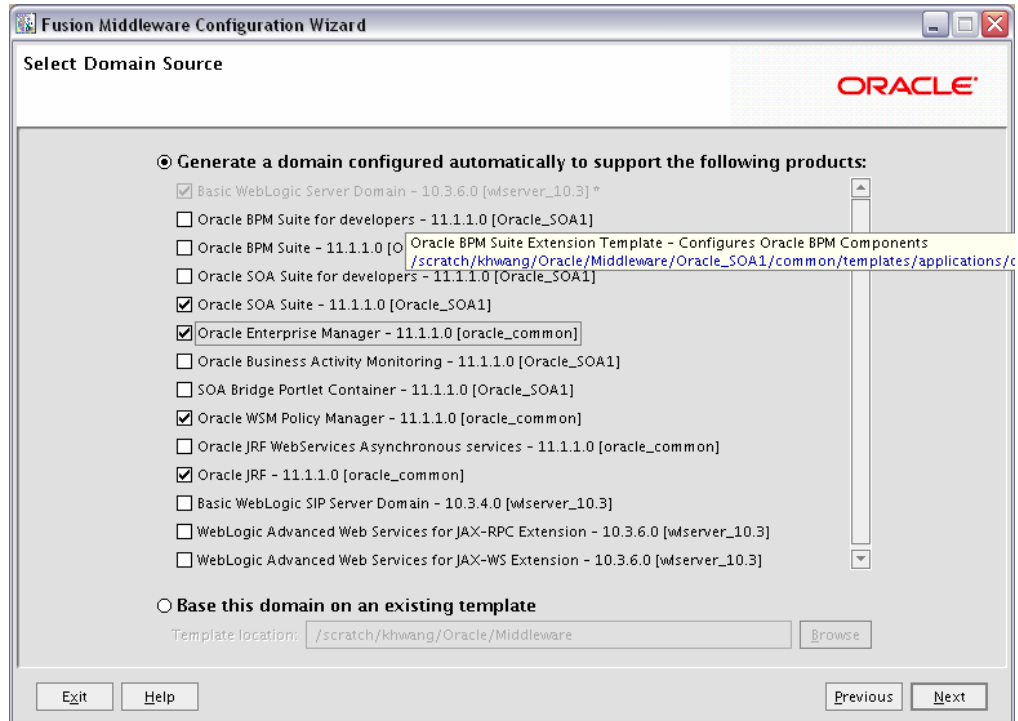 Fusion Middleware Configuration Wizard
Select Domain Source
ORACLE
Generate a domain configured automatically to support the following products:
Basic WebLogic Server Domain - 10.3.6.0 [wlserver_10.3] *
Oracle BPM Suite for developers - 11.1.1.0 [Oracle_SOA1]
Oracle BPM Suite - 11.1.1.0 [O
Oracle BPM Suite Extension Template - Configures Oracle BPM Components
/scratch/khwang/Oracle/Middleware/Oracle_SOA1/common/templates/applications/
Oracle SOA Suite for developers - 11.1.1.0 [Oracle_SOA1]
Oracle SOA Suite - 11.1.1.0 [Oracle_SOA1]
Oracle Enterprise Manager - 11.1.1.0 [oracle_common]
Oracle Business Activity Monitoring - 11.1.1.0 [Oracle_SOA1]
SOA Bridge Portlet Container - 11.1.1.0 [Oracle_SOA1]
Oracle WSM Policy Manager - 11.1.1.0 [oracle_common]
Oracle JRF WebServices Asynchronous services - 11.1.1.0 [oracle_common]
Oracle JRF - 11.1.1.0 [oracle_common]
Basic WebLogic SIP Server Domain - 10.3.4.0 [wlserver_10.3]
WebLogic Advanced Web Services for JAX-RPC Extension - 10.3.6.0 [wlserver_10.3]
WebLogic Advanced Web Services for JAX-WS Extension - 10.3.6.0 [wlserver_10.3]
Base this domain on an existing template
Template location: /scratch/khwang/Oracle/Middleware Browse
Exit Help Previous Next